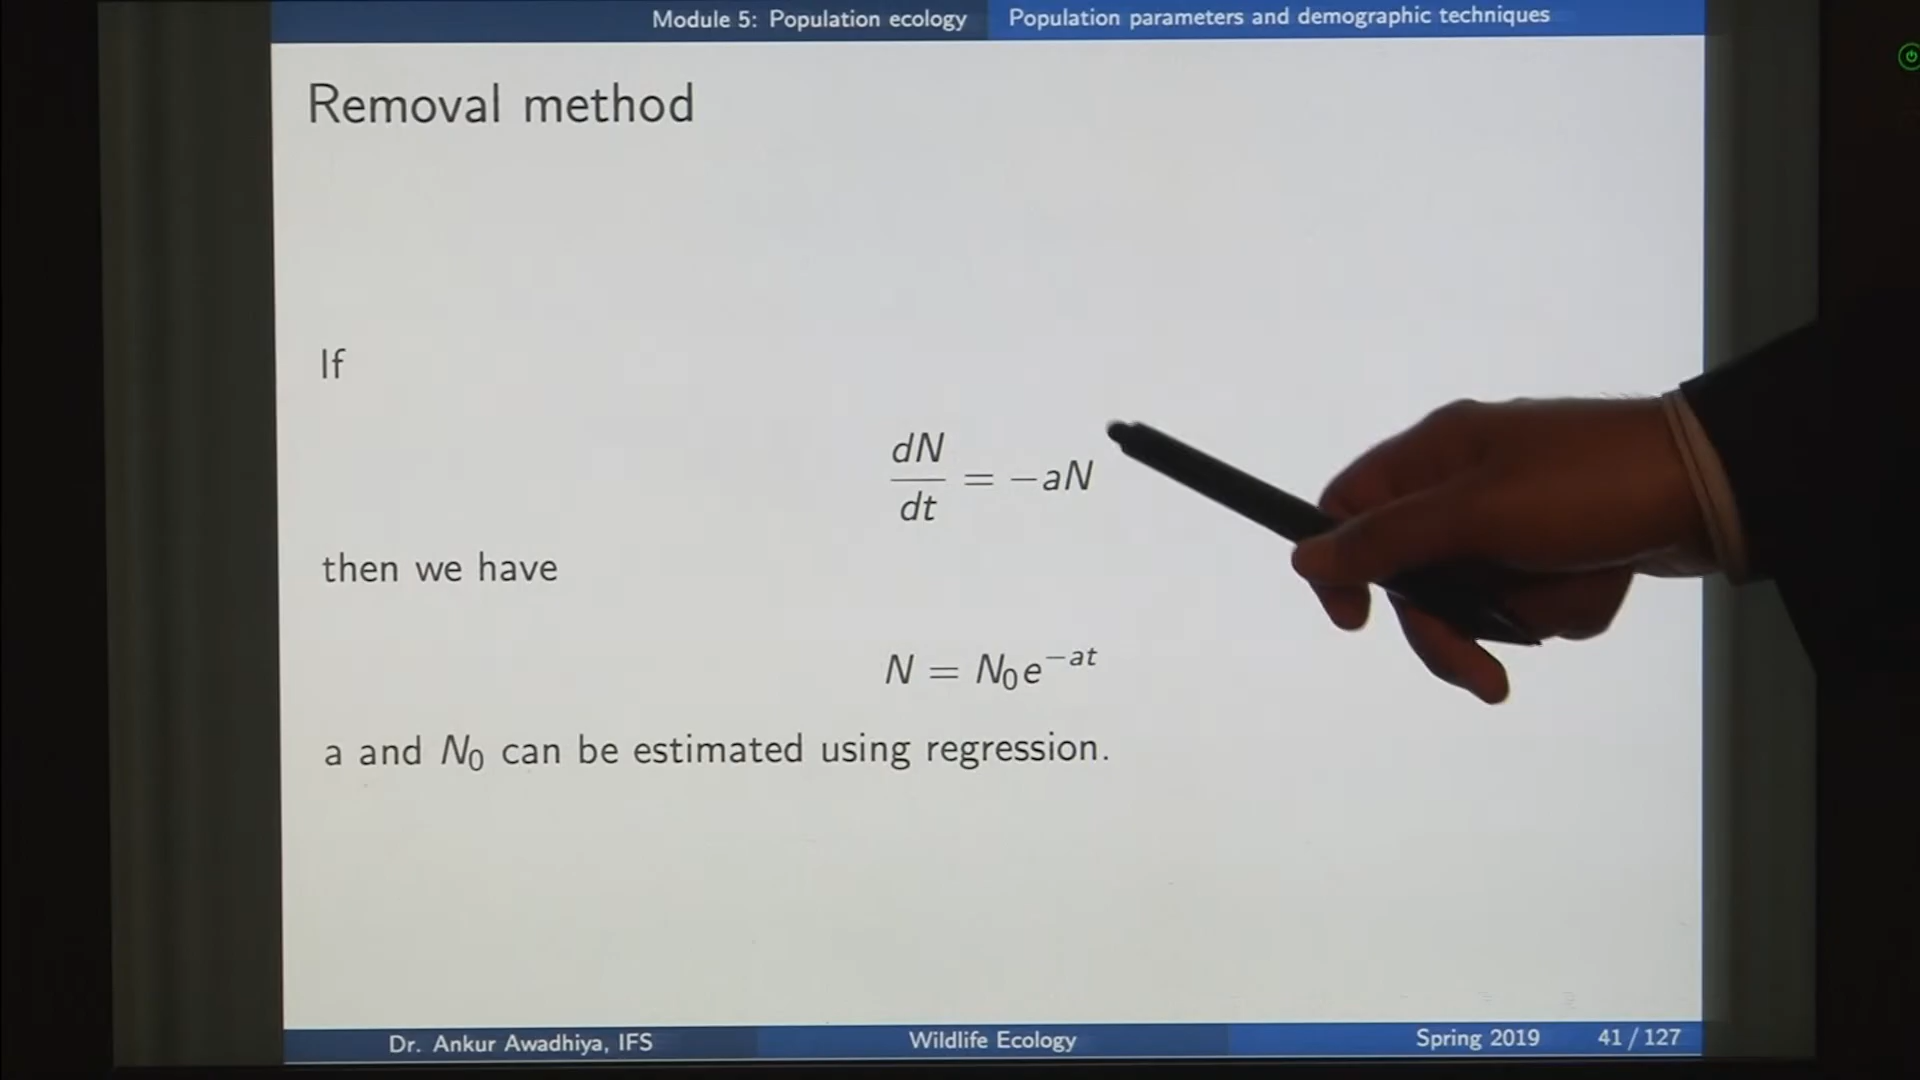 Module 5: Population ecology Population parameters and demographic techniques
Removal method
If
dN/dt = −aN
then we have
N = N₀e^{−at}
a and N₀ can be estimated using regression.
Dr. Ankur Awadhiya, IFS Wildlife Ecology Spring 2019 41 / 127